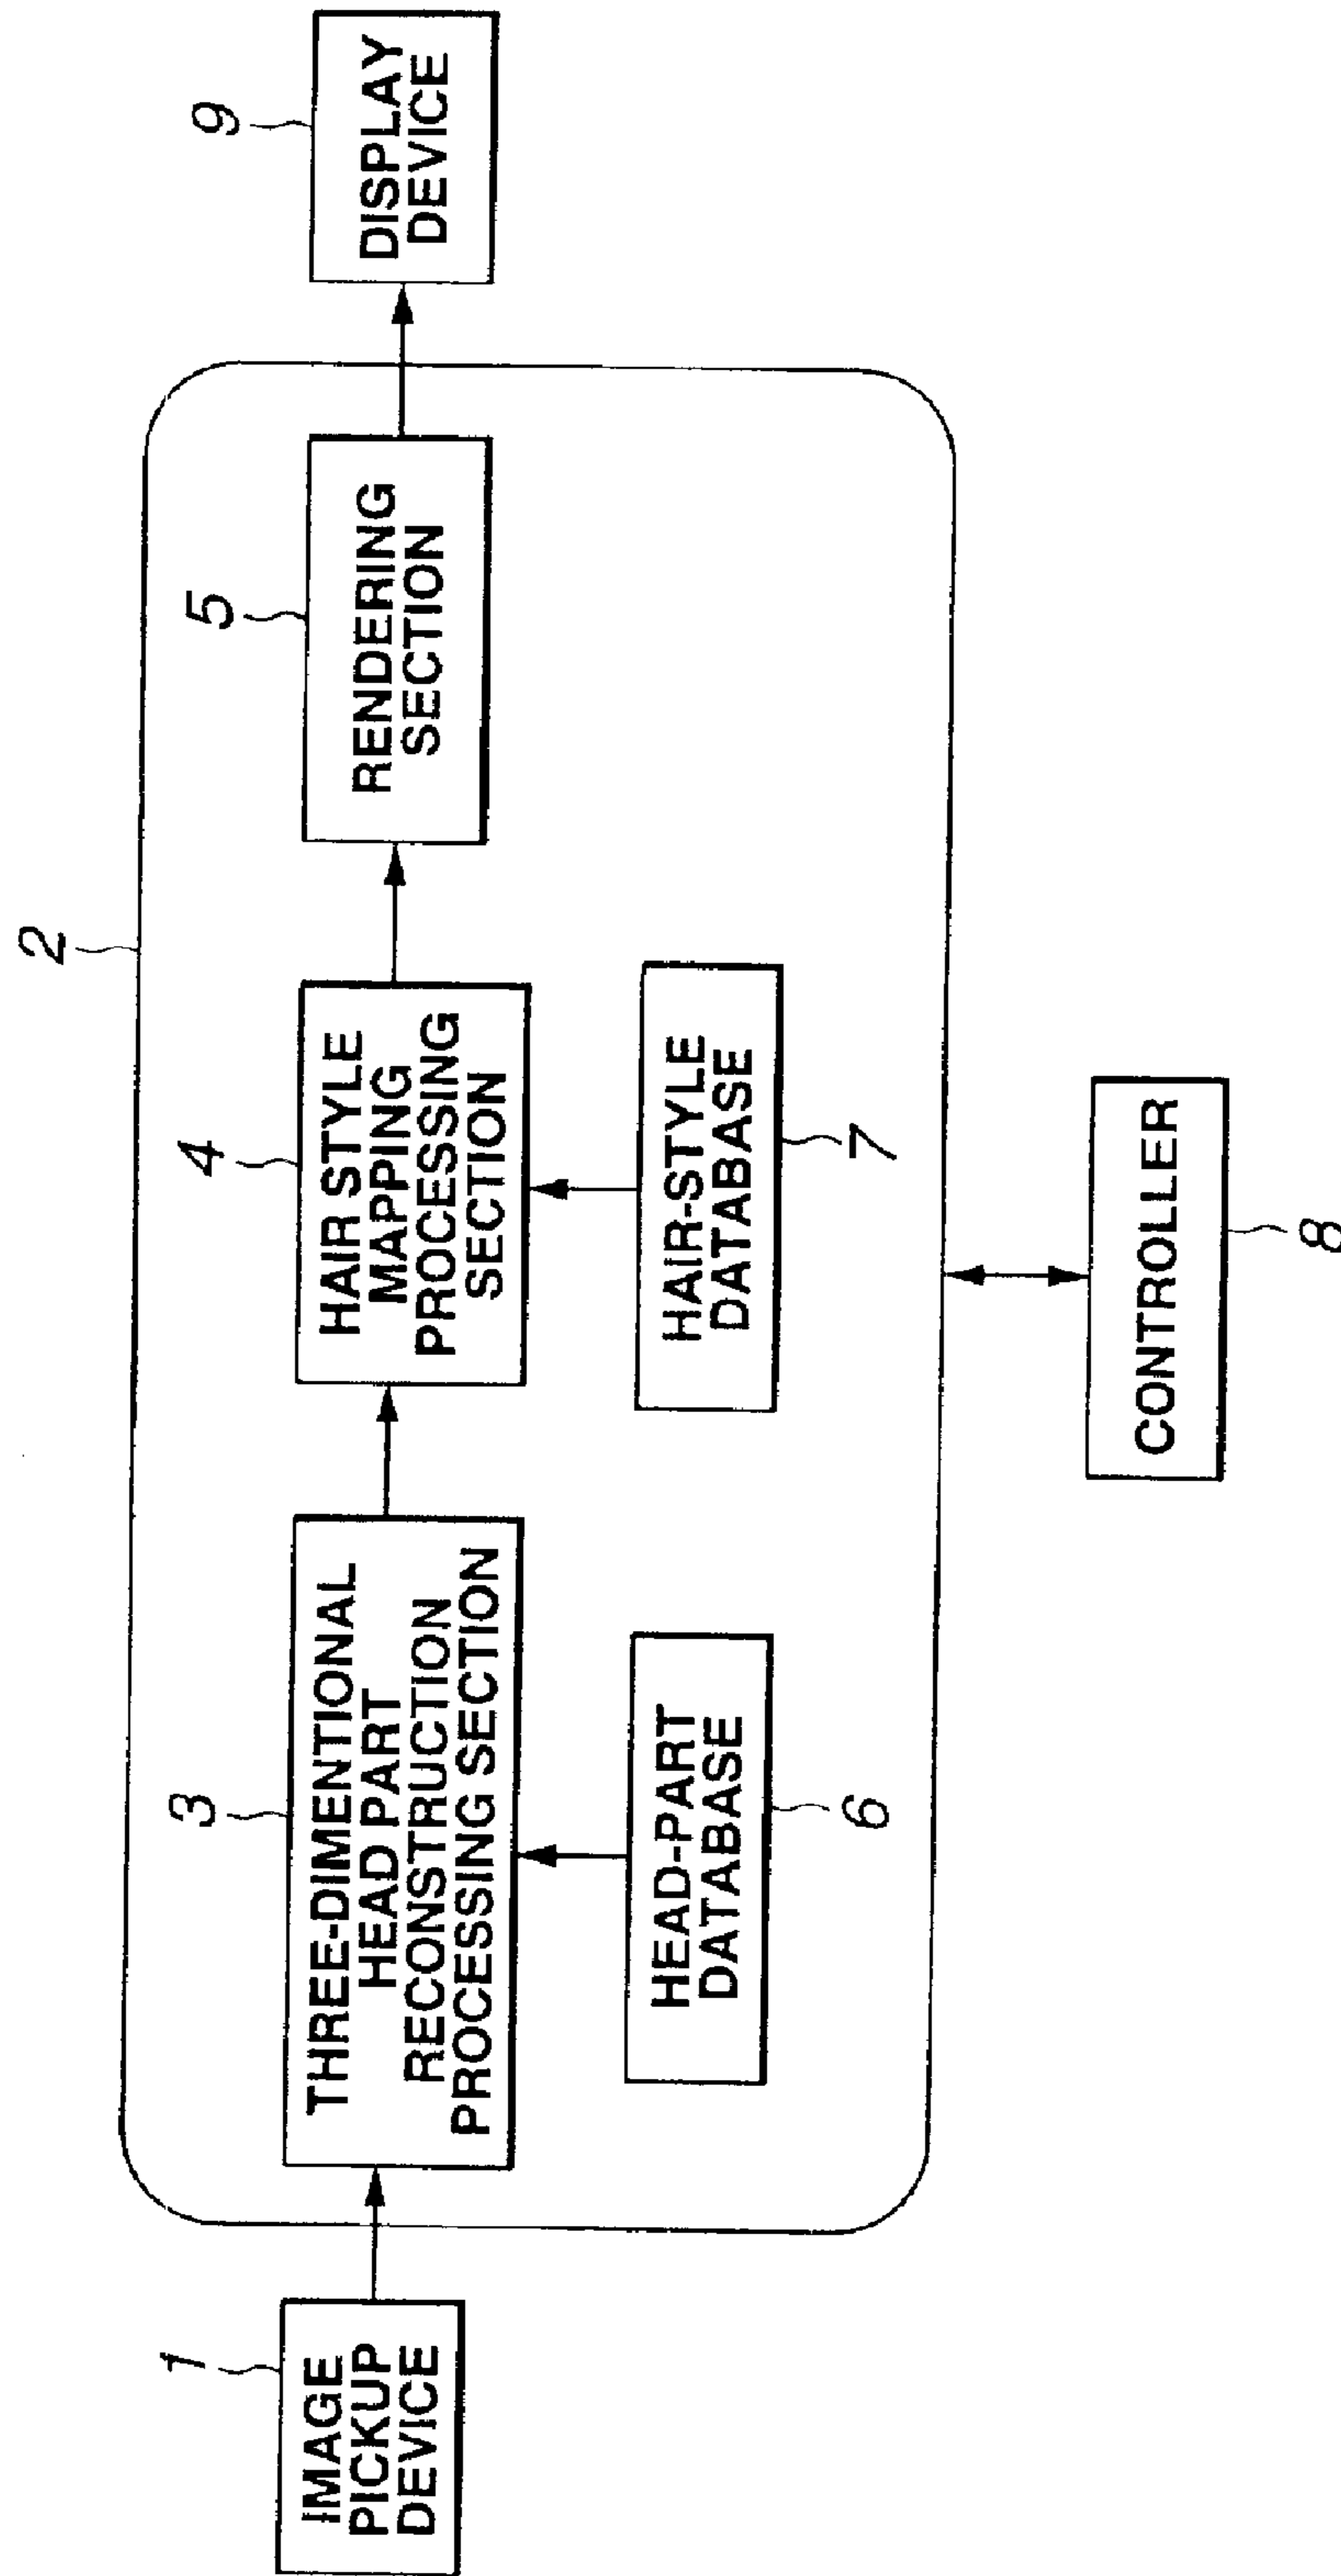 1
IMAGE
PICKUP
DEVICE
2
3
THREE-DIMENTIONAL
HEAD PART
RECONSTRUCTION
PROCESSING SECTION
HEAD-PART
DATABASE
6
4
HAIR STYLE
MAPPING
PROCESSING
SECTION
HAIR-STYLE
DATABASE
7
5
RENDERING
SECTION
CONTROLLER
8
9
DISPLAY
DEVICE